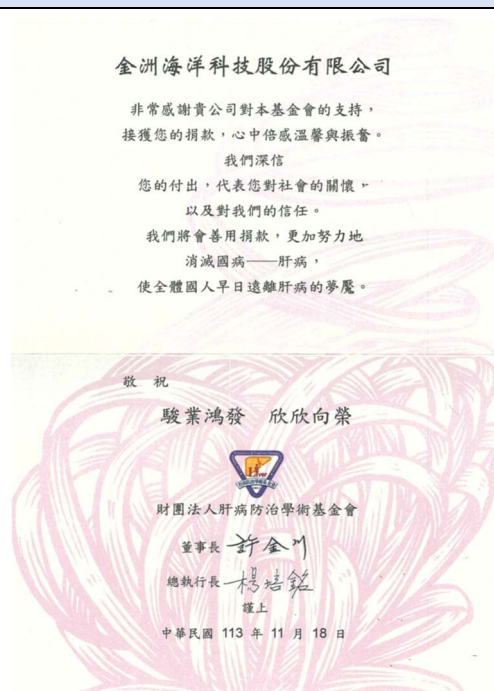 金洲海洋科技股份有限公司
非常感謝貴公司對本基金會的支持，
接獲您的捐款，心中倍感溫馨與振奮。
我們深信
您的付出，代表您對社會的關懷，
以及對我們的信任。
我們將會善用捐款，更加努力地
消滅國病——肝病，
使全體國人早日遠離肝病的夢魘。
敬 祝
駿業鴻發 欣欣向榮
Liver
財團法人肝病防治學術基金會
董事長 許金川
總執行長 楊培銘
謹上
中華民國 113 年 11 月 18 日